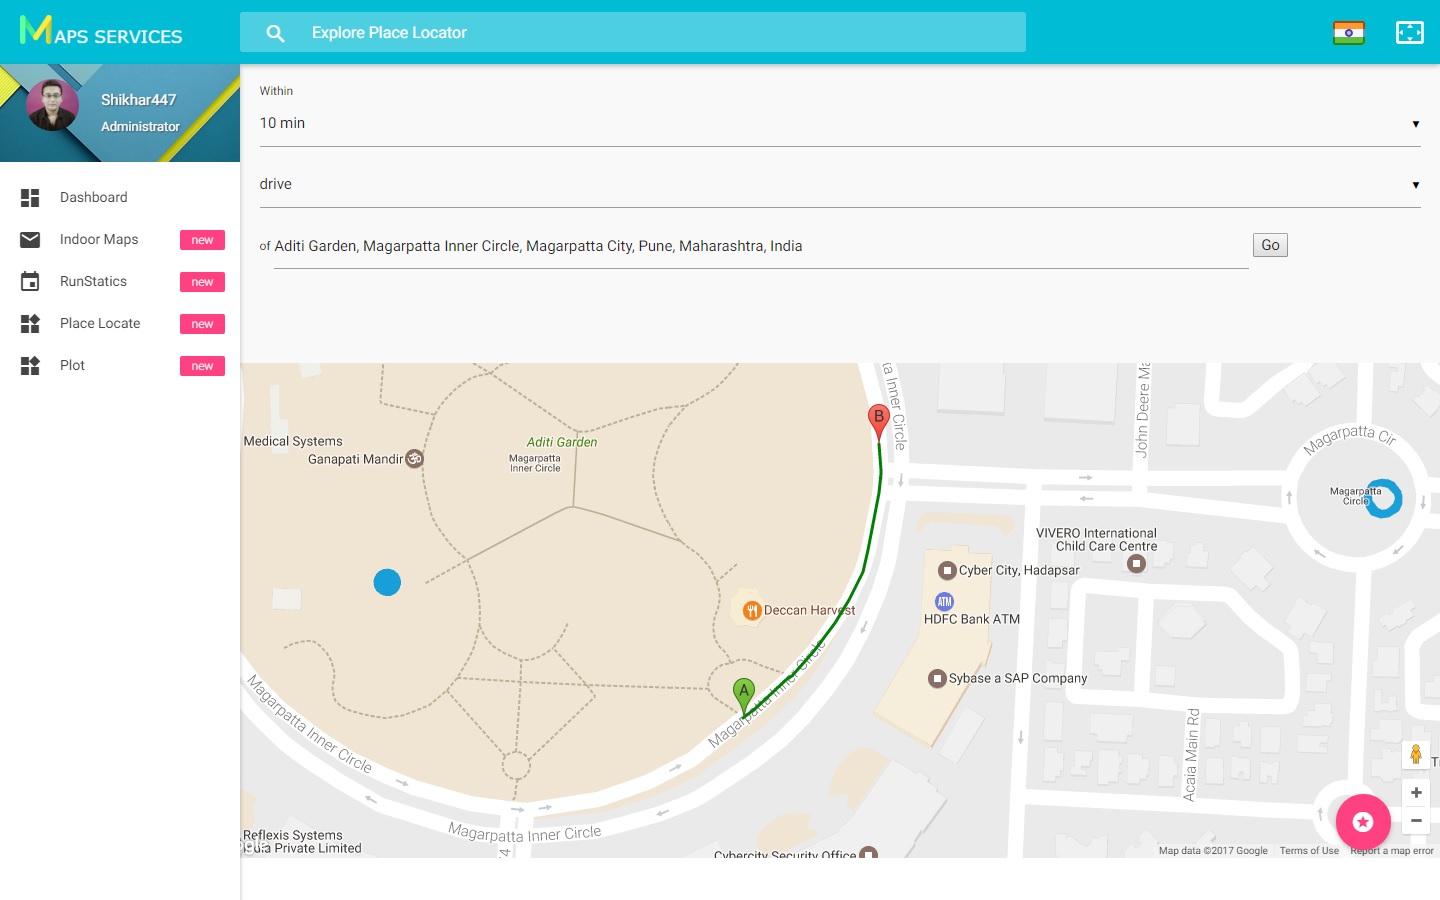 MAPS SERVICES
Explore Place Locator
Shikhar447
Administrator
Dashboard
Indoor Maps new
RunStatics new
Place Locate new
Plot new
Within
10 min
drive
of Aditi Garden, Magarpatta Inner Circle, Magarpatta City, Pune, Maharashtra, India Go
ta Inner Circle
John Deere Ma
Magarpatta Cir
Medical Systems
Ganapati Mandir
Aditi Garden
Magarpatta
Inner Circle
B
Magarpatta
Circle
VIVERO International
Child Care Centre
Cyber City, Hadapsar
ATM
HDFC Bank ATM
Deccan Harvest
Sybase a SAP Company
A
Magarpatta Inner Circle
Magarpatta Inner Circle
Acaia Main Rd
Magarpatta Inner Circle
Reflexis Systems
India Private Limited
Cybercity Security Office
Map data ©2017 Google Terms of Use Report a map error